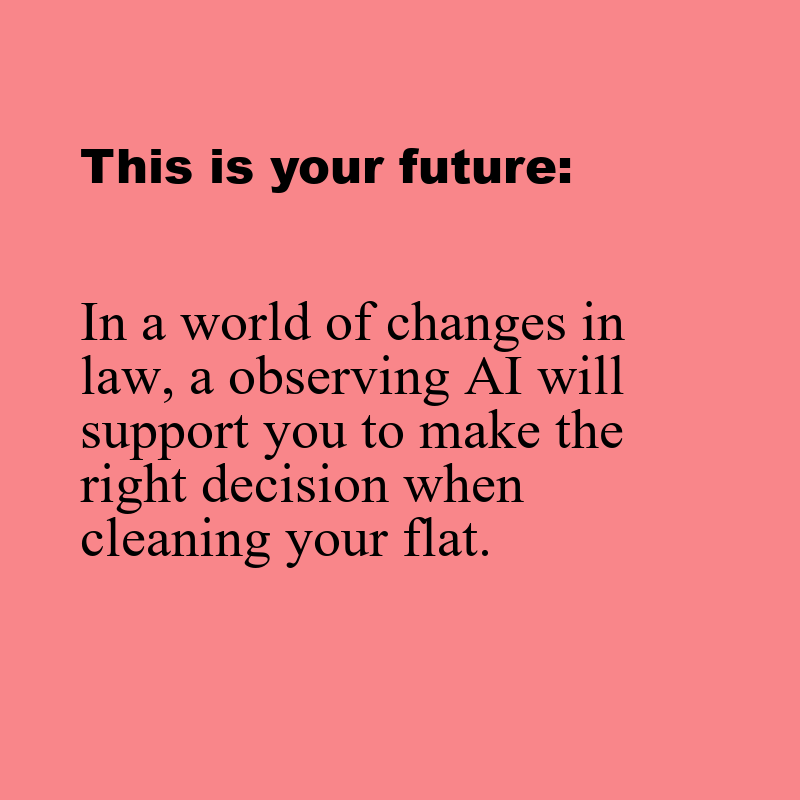 This is your future:
In a world of changes in
law, a observing AI will
support you to make the
right decision when
cleaning your flat.